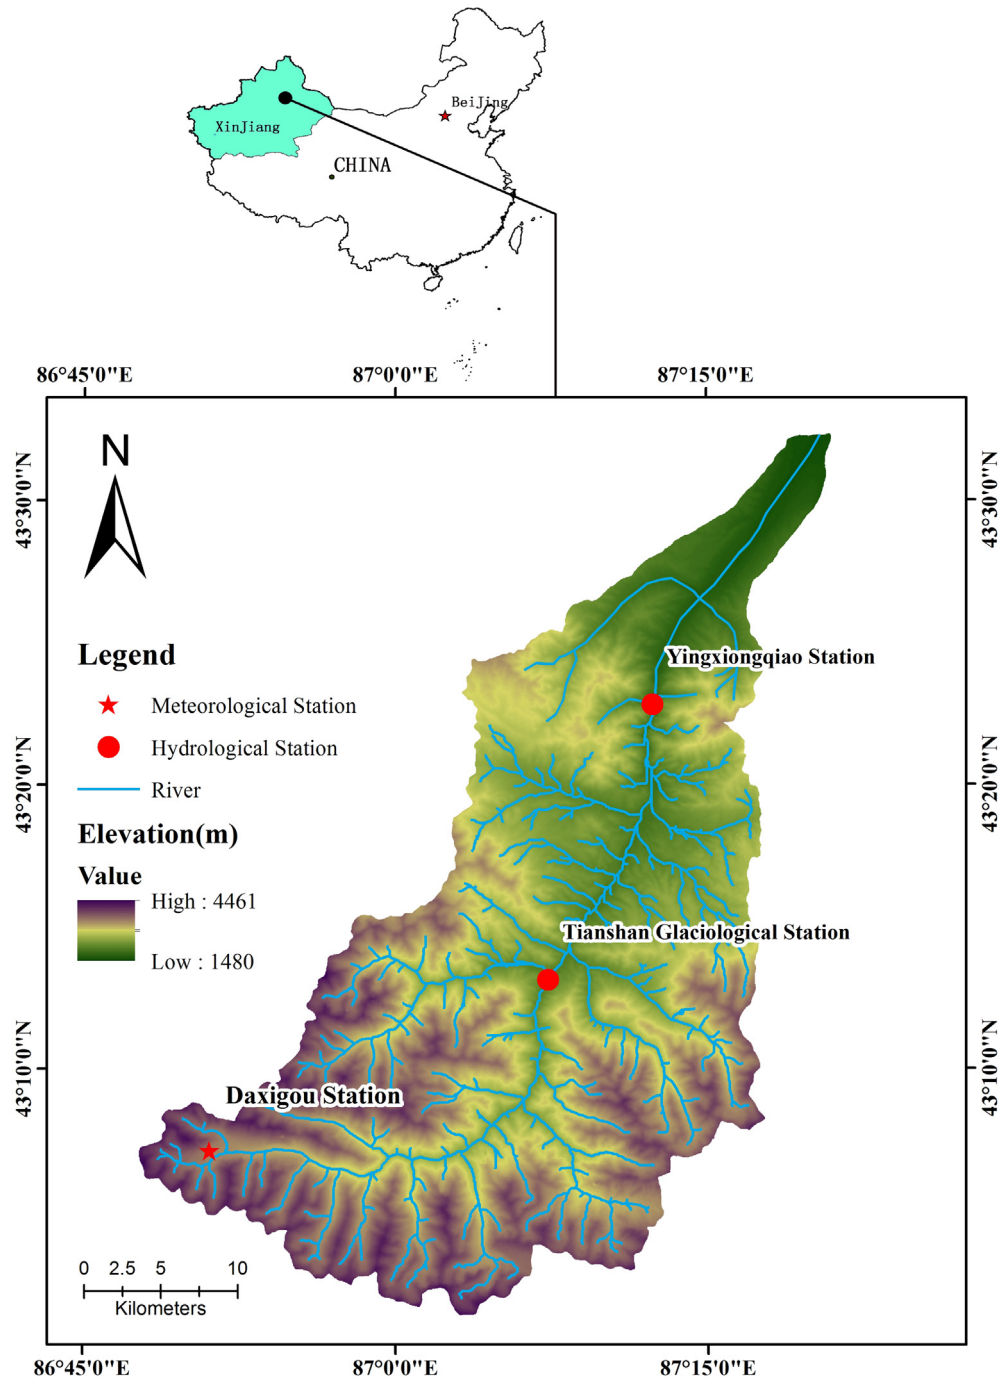 BeiJing
XinJiang
CHINA
86°45'0"E 87°0'0"E 87°15'0"E
N
43°30'0"N 43°30'0"N
Legend
Yingxiongqiao Station
Meteorological Station
Hydrological Station
River
43°20'0"N 43°20'0"N
Elevation(m)
Value
High : 4461
Tianshan Glaciological Station
Low : 1480
43°10'0"N 43°10'0"N
Daxigou Station
0 2.5 5 10
Kilometers
86°45'0"E 87°0'0"E 87°15'0"E